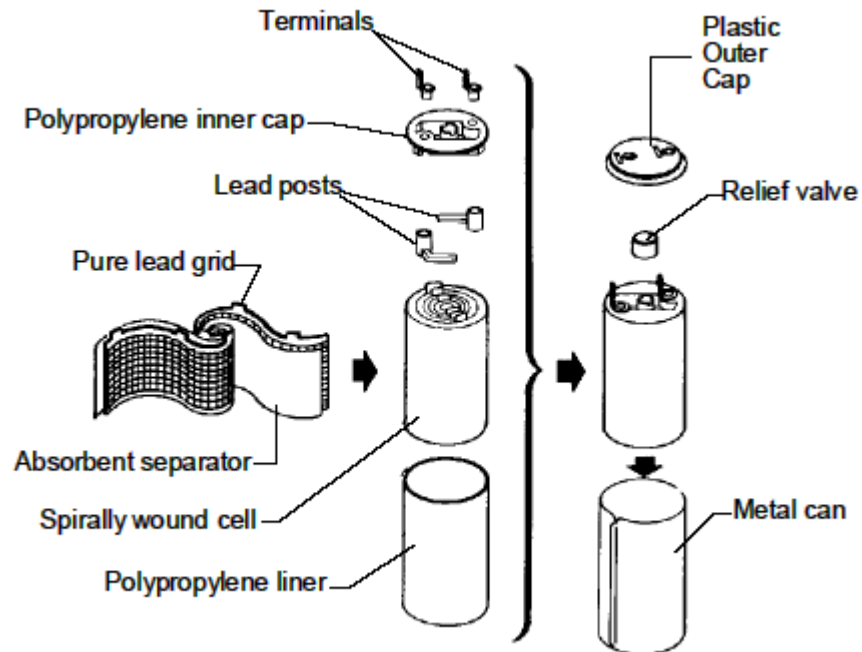 Terminals
Polypropylene inner cap
Lead posts
Pure lead grid
Absorbent separator
Spirally wound cell
Polypropylene liner
Plastic
Outer
Cap
Relief valve
Metal can